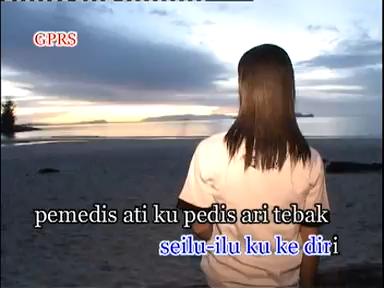 GPRS
pemedis ati ku pedis ari tebak
seilu-ilu ku ke diri